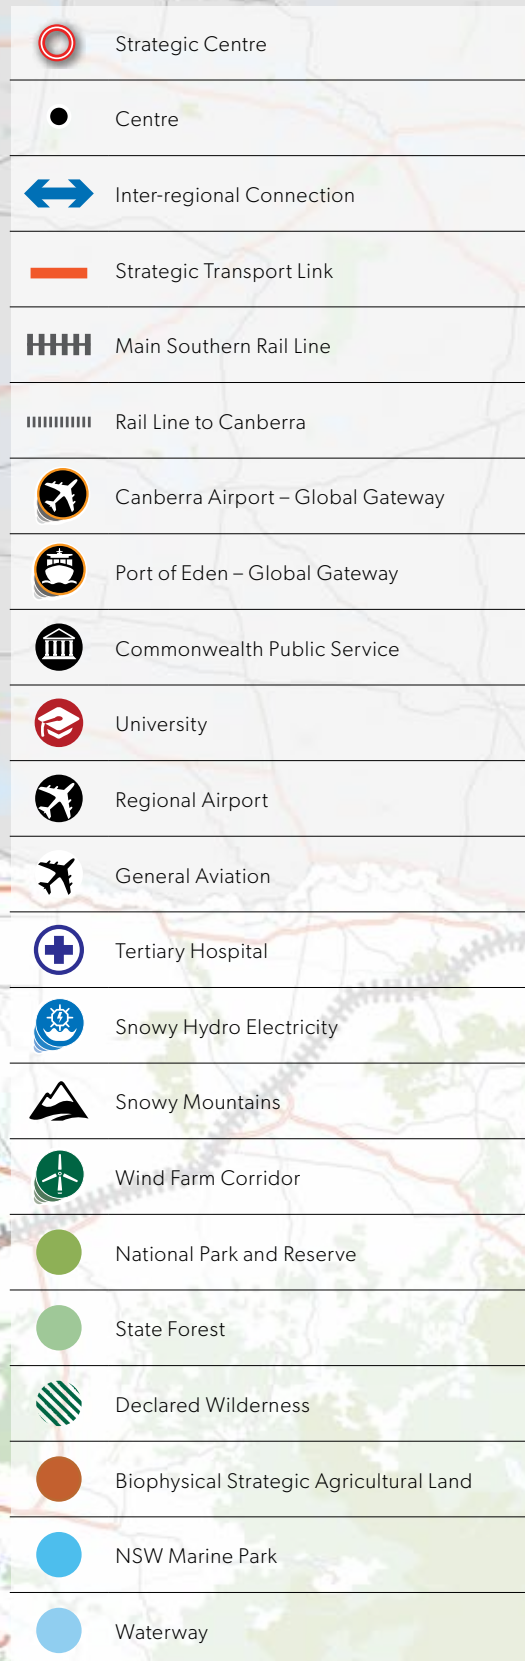 Strategic Centre
Centre
Inter-regional Connection
Strategic Transport Link
Main Southern Rail Line
Rail Line to Canberra
Canberra Airport – Global Gateway
Port of Eden – Global Gateway
Commonwealth Public Service
University
Regional Airport
General Aviation
Tertiary Hospital
Snowy Hydro Electricity
Snowy Mountains
Wind Farm Corridor
National Park and Reserve
State Forest
Declared Wilderness
Biophysical Strategic Agricultural Land
NSW Marine Park
Waterway